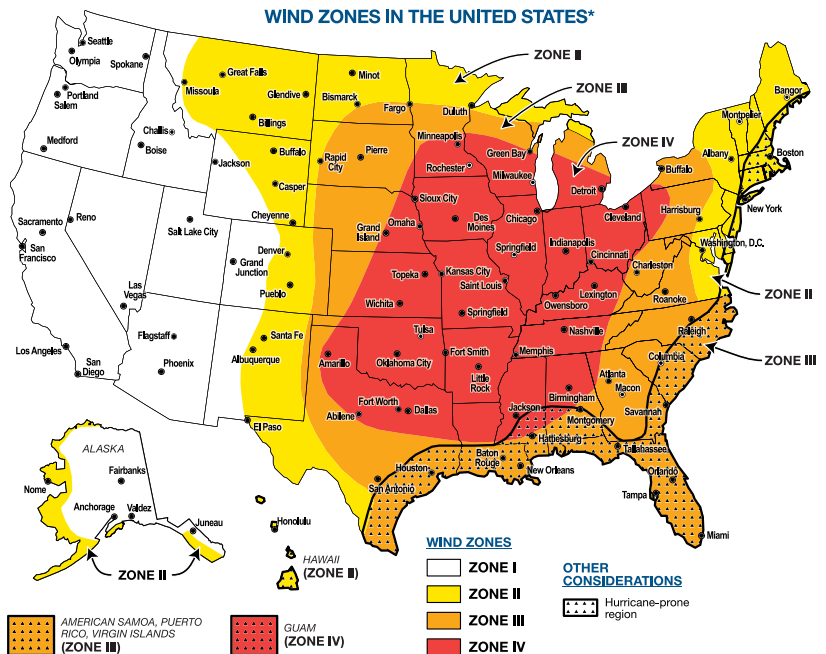 WIND ZONES IN THE UNITED STATES*
ZONE II
ZONE III
ZONE IV
Seattle
Olympia
Spokane
Portland
Salem
Medford
Challis
Boise
Missoula
Great Falls
Glendive
Billings
Minot
Bismarck
Fargo
Duluth
Minneapolis
Rochester
Green Bay
Milwaukee
Detroit
Buffalo
Albany
Montpelier
Bangor
Boston
New York
Harrisburg
Washington, D.C.
Jackson
Buffalo
Casper
Cheyenne
Rapid
City
Pierre
Sioux City
Grand
Island
Omaha
Des
Moines
Chicago
Cleveland
Springfield
Indianapolis
Cincinnati
Charleston
Roanoke
ZONE II
Sacramento
San
Francisco
Reno
Salt Lake City
Grand
Junction
Denver
Pueblo
Topeka
Kansas City
Saint Louis
Wichita
Springfield
Owensboro
Lexington
Raleigh
ZONE III
Las
Vegas
Los Angeles
San
Diego
Flagstaff
Phoenix
Santa Fe
Albuquerque
El Paso
Amarillo
Tulsa
Oklahoma City
Fort Smith
Little
Rock
Memphis
Nashville
Columbia
Atlanta
Macon
Savannah
Birmingham
Montgomery
Jackson
Hattiesburg
Abilene
Fort Worth
Dallas
San Antonio
Houston
Baton
Rouge
New Orleans
Tallahassee
Orlando
Tampa
Miami
ALASKA
Fairbanks
Nome
Anchorage
Valdez
Juneau
ZONE II
Honolulu
HAWAII
(ZONE II)
WIND ZONES
ZONE I
ZONE II
ZONE III
ZONE IV
OTHER
CONSIDERATIONS
Hurricane-prone
region
AMERICAN SAMOA, PUERTO
RICO, VIRGIN ISLANDS
(ZONE III)
GUAM
(ZONE IV)